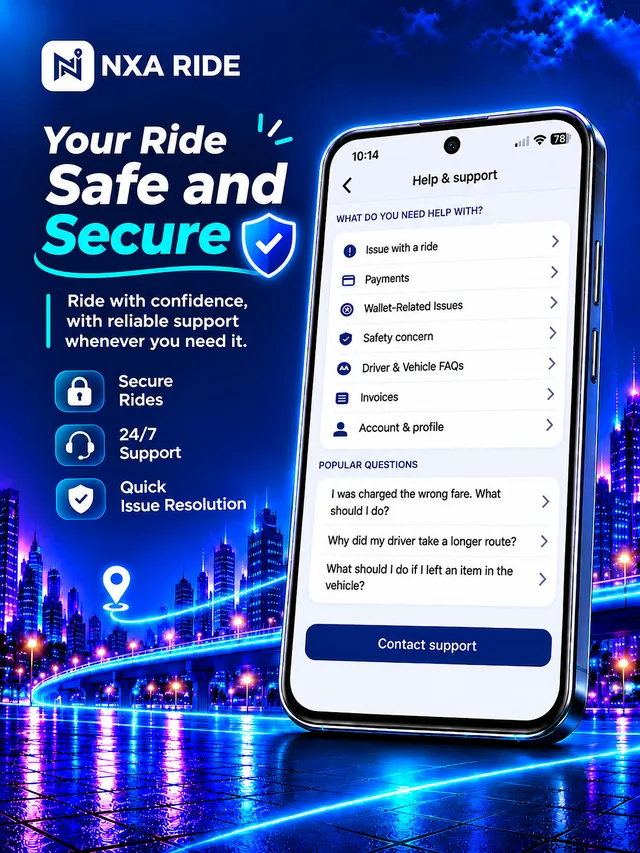 NXA RIDE
Your Ride
Safe and
Secure
Ride with confidence,
with reliable support
whenever you need it.
Secure
Rides
24/7
Support
Quick
Issue Resolution
10:14
78
Help & support
WHAT DO YOU NEED HELP WITH?
Issue with a ride
Payments
Wallet-Related Issues
Safety concern
Driver & Vehicle FAQs
Invoices
Account & profile
POPULAR QUESTIONS
I was charged the wrong fare. What
should I do?
Why did my driver take a longer route?
What should I do if I left an item in the
vehicle?
Contact support